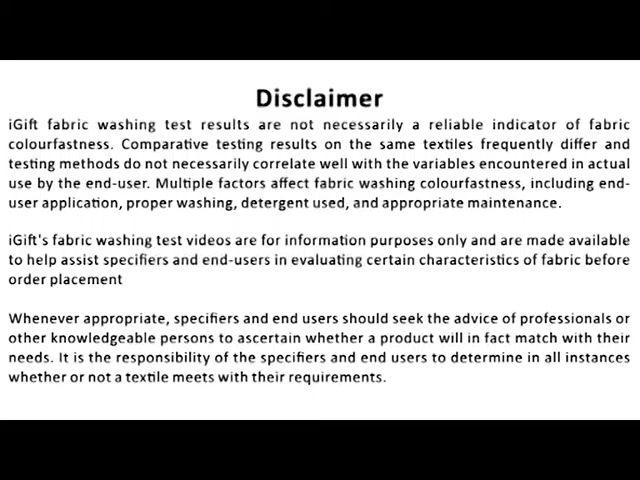 Disclaimer
iGift fabric washing test results are not necessarily a reliable indicator of fabric
colourfastness. Comparative testing results on the same textiles frequently differ and
testing methods do not necessarily correlate well with the variables encountered in actual
use by the end-user. Multiple factors affect fabric washing colourfastness, including end-
user application, proper washing, detergent used, and appropriate maintenance.
iGift's fabric washing test videos are for information purposes only and are made available
to help assist specifiers and end-users in evaluating certain characteristics of fabric before
order placement
Whenever appropriate, specifiers and end users should seek the advice of professionals or
other knowledgeable persons to ascertain whether a product will in fact match with their
needs. It is the responsibility of the specifiers and end users to determine in all instances
whether or not a textile meets with their requirements.